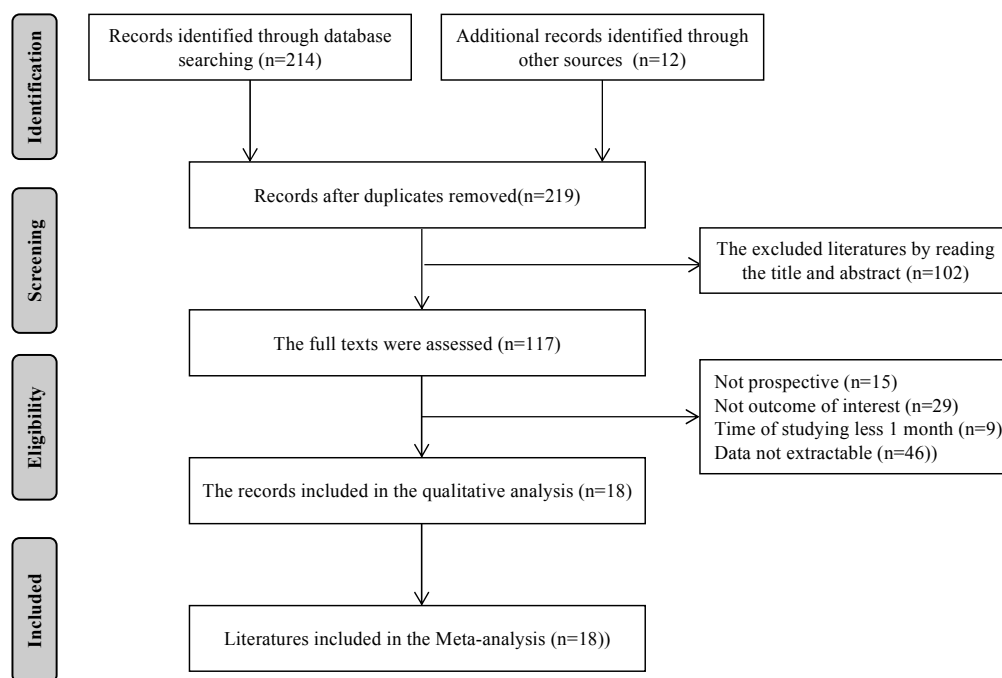 Identification
Records identified through database
searching (n=214)
Additional records identified through
other sources (n=12)
Records after duplicates removed(n=219)
Screening
The excluded literatures by reading
the title and abstract (n=102)
The full texts were assessed (n=117)
Eligibility
Not prospective (n=15)
Not outcome of interest (n=29)
Time of studying less 1 month (n=9)
Data not extractable (n=46))
The records included in the qualitative analysis (n=18)
Included
Literatures included in the Meta-analysis (n=18))